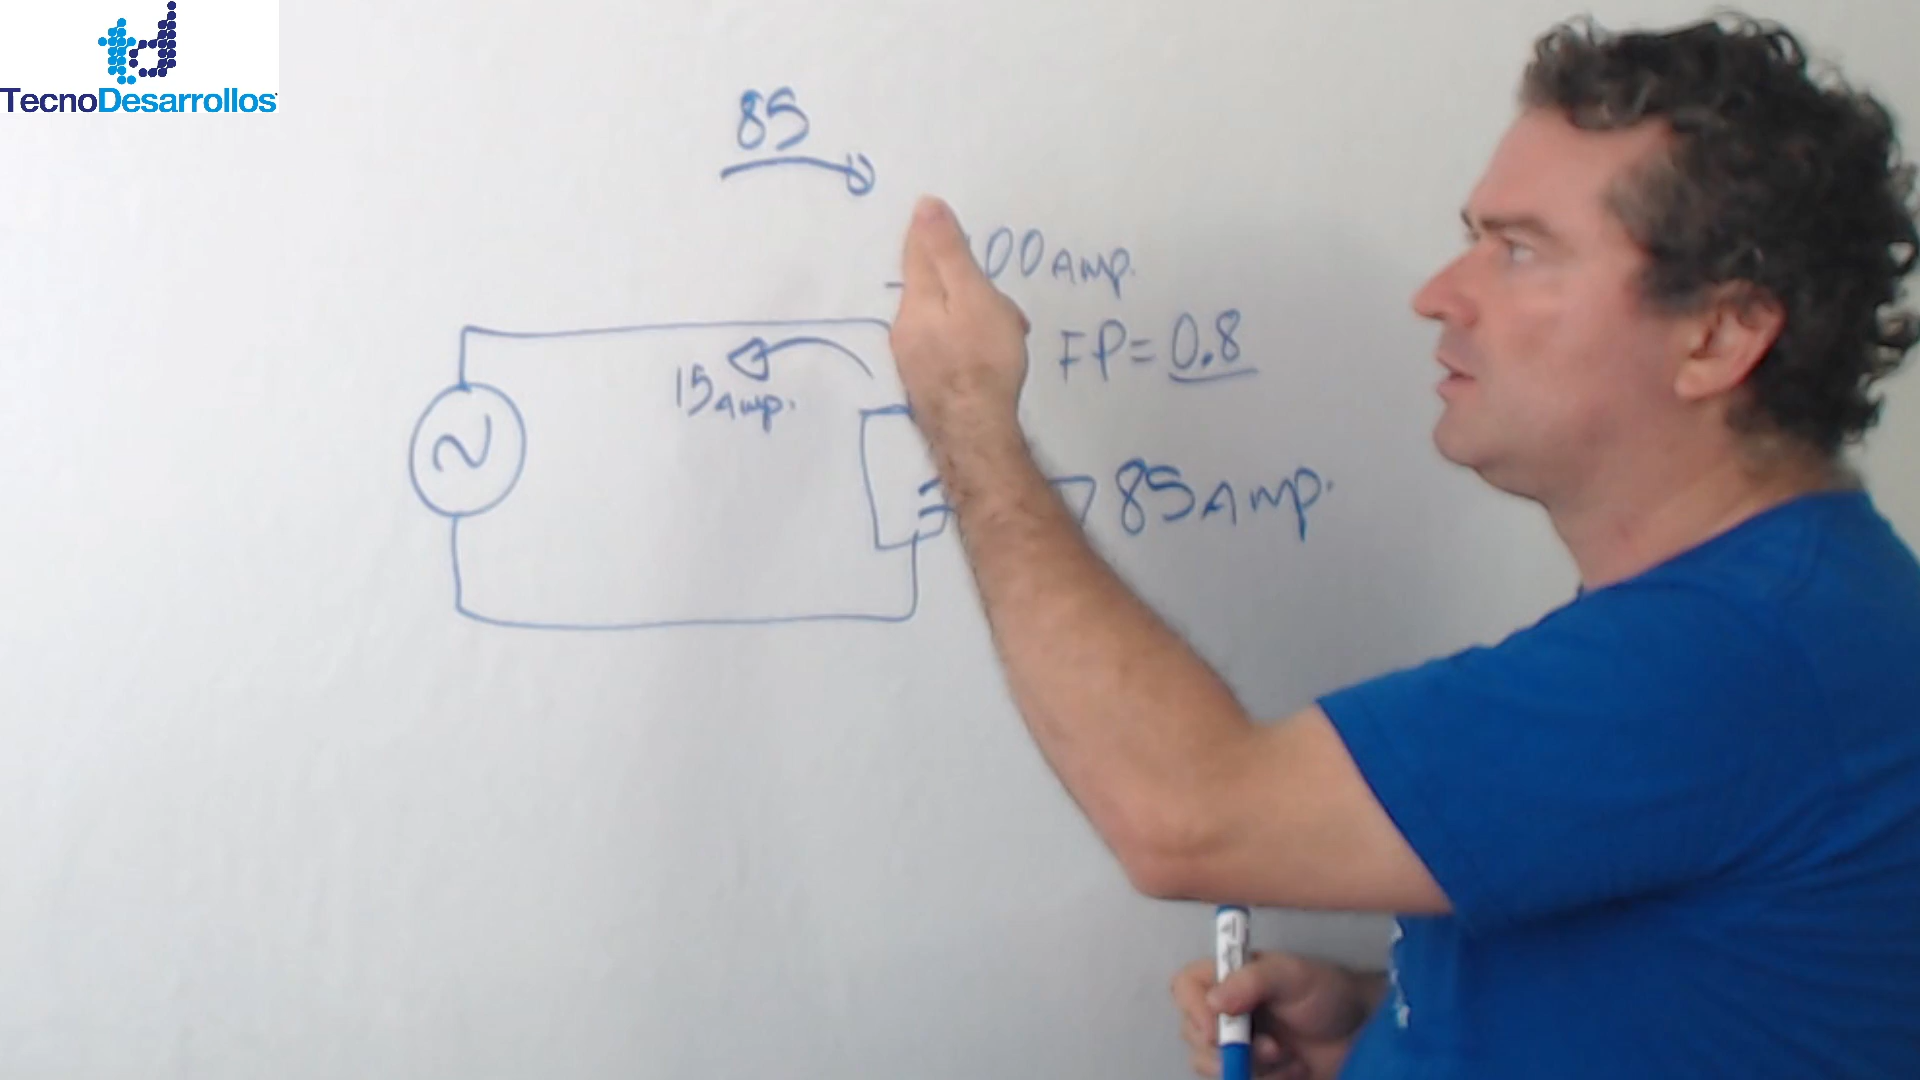 TecnoDesarrollos
85
00 Amp.
FP = 0.8
15 Amp.
85 Amp.